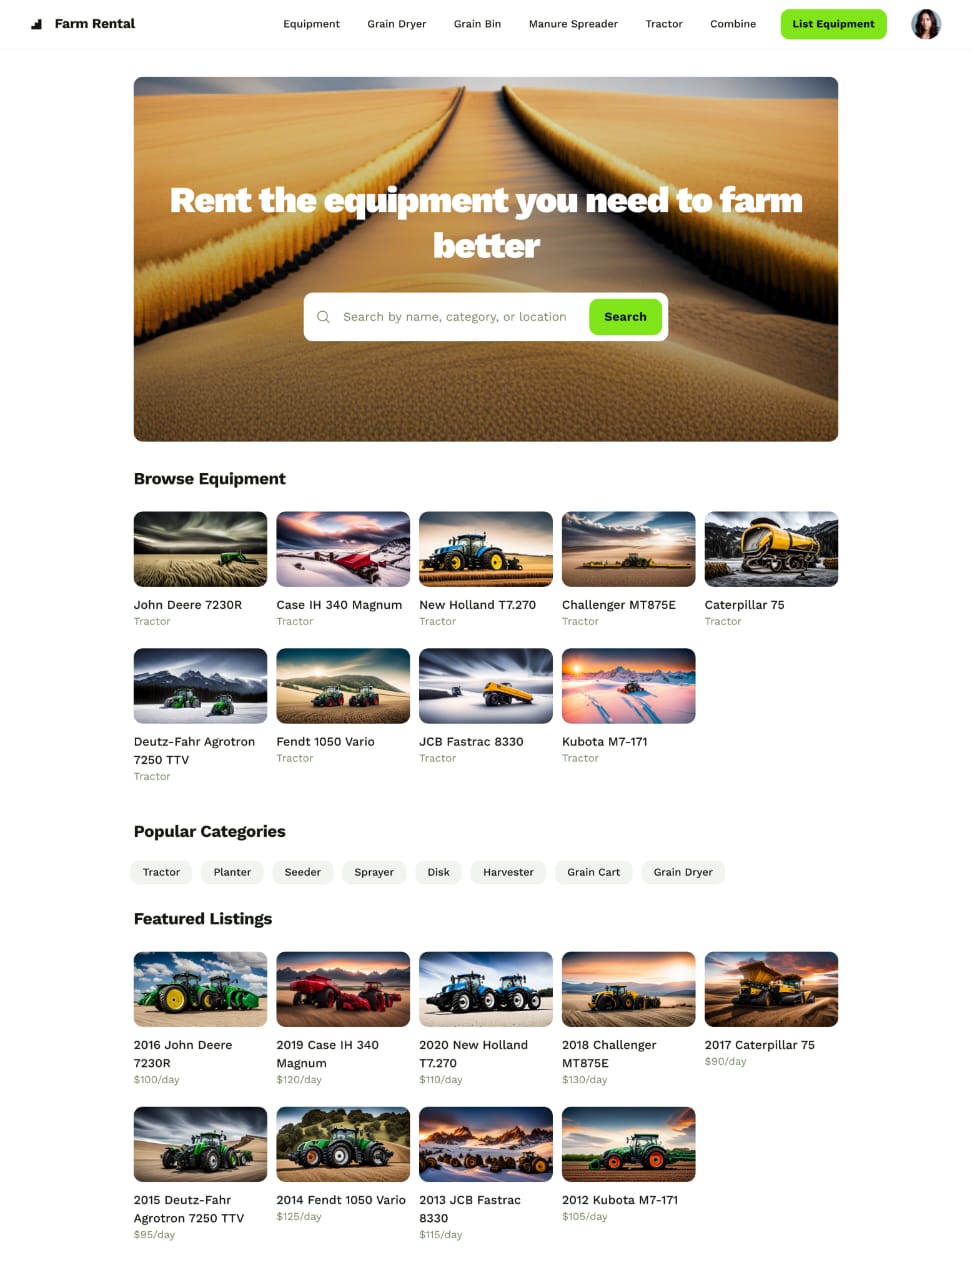 Farm Rental
Equipment
Grain Dryer
Grain Bin
Manure Spreader
Tractor
Combine
List Equipment
Rent the equipment you need to farm
better
Search by name, category, or location
Search
Browse Equipment
John Deere 7230R
Tractor
Case IH 340 Magnum
Tractor
New Holland T7.270
Tractor
Challenger MT875E
Tractor
Caterpillar 75
Tractor
Deutz-Fahr Agrotron
7250 TTV
Tractor
Fendt 1050 Vario
Tractor
JCB Fastrac 8330
Tractor
Kubota M7-171
Tractor
Popular Categories
Tractor
Planter
Seeder
Sprayer
Disk
Harvester
Grain Cart
Grain Dryer
Featured Listings
2016 John Deere
7230R
$100/day
2019 Case IH 340
Magnum
$120/day
2020 New Holland
T7.270
$110/day
2018 Challenger
MT875E
$130/day
2017 Caterpillar 75
$90/day
2015 Deutz-Fahr
Agrotron 7250 TTV
$95/day
2014 Fendt 1050 Vario
$125/day
2013 JCB Fastrac
8330
$115/day
2012 Kubota M7-171
$105/day